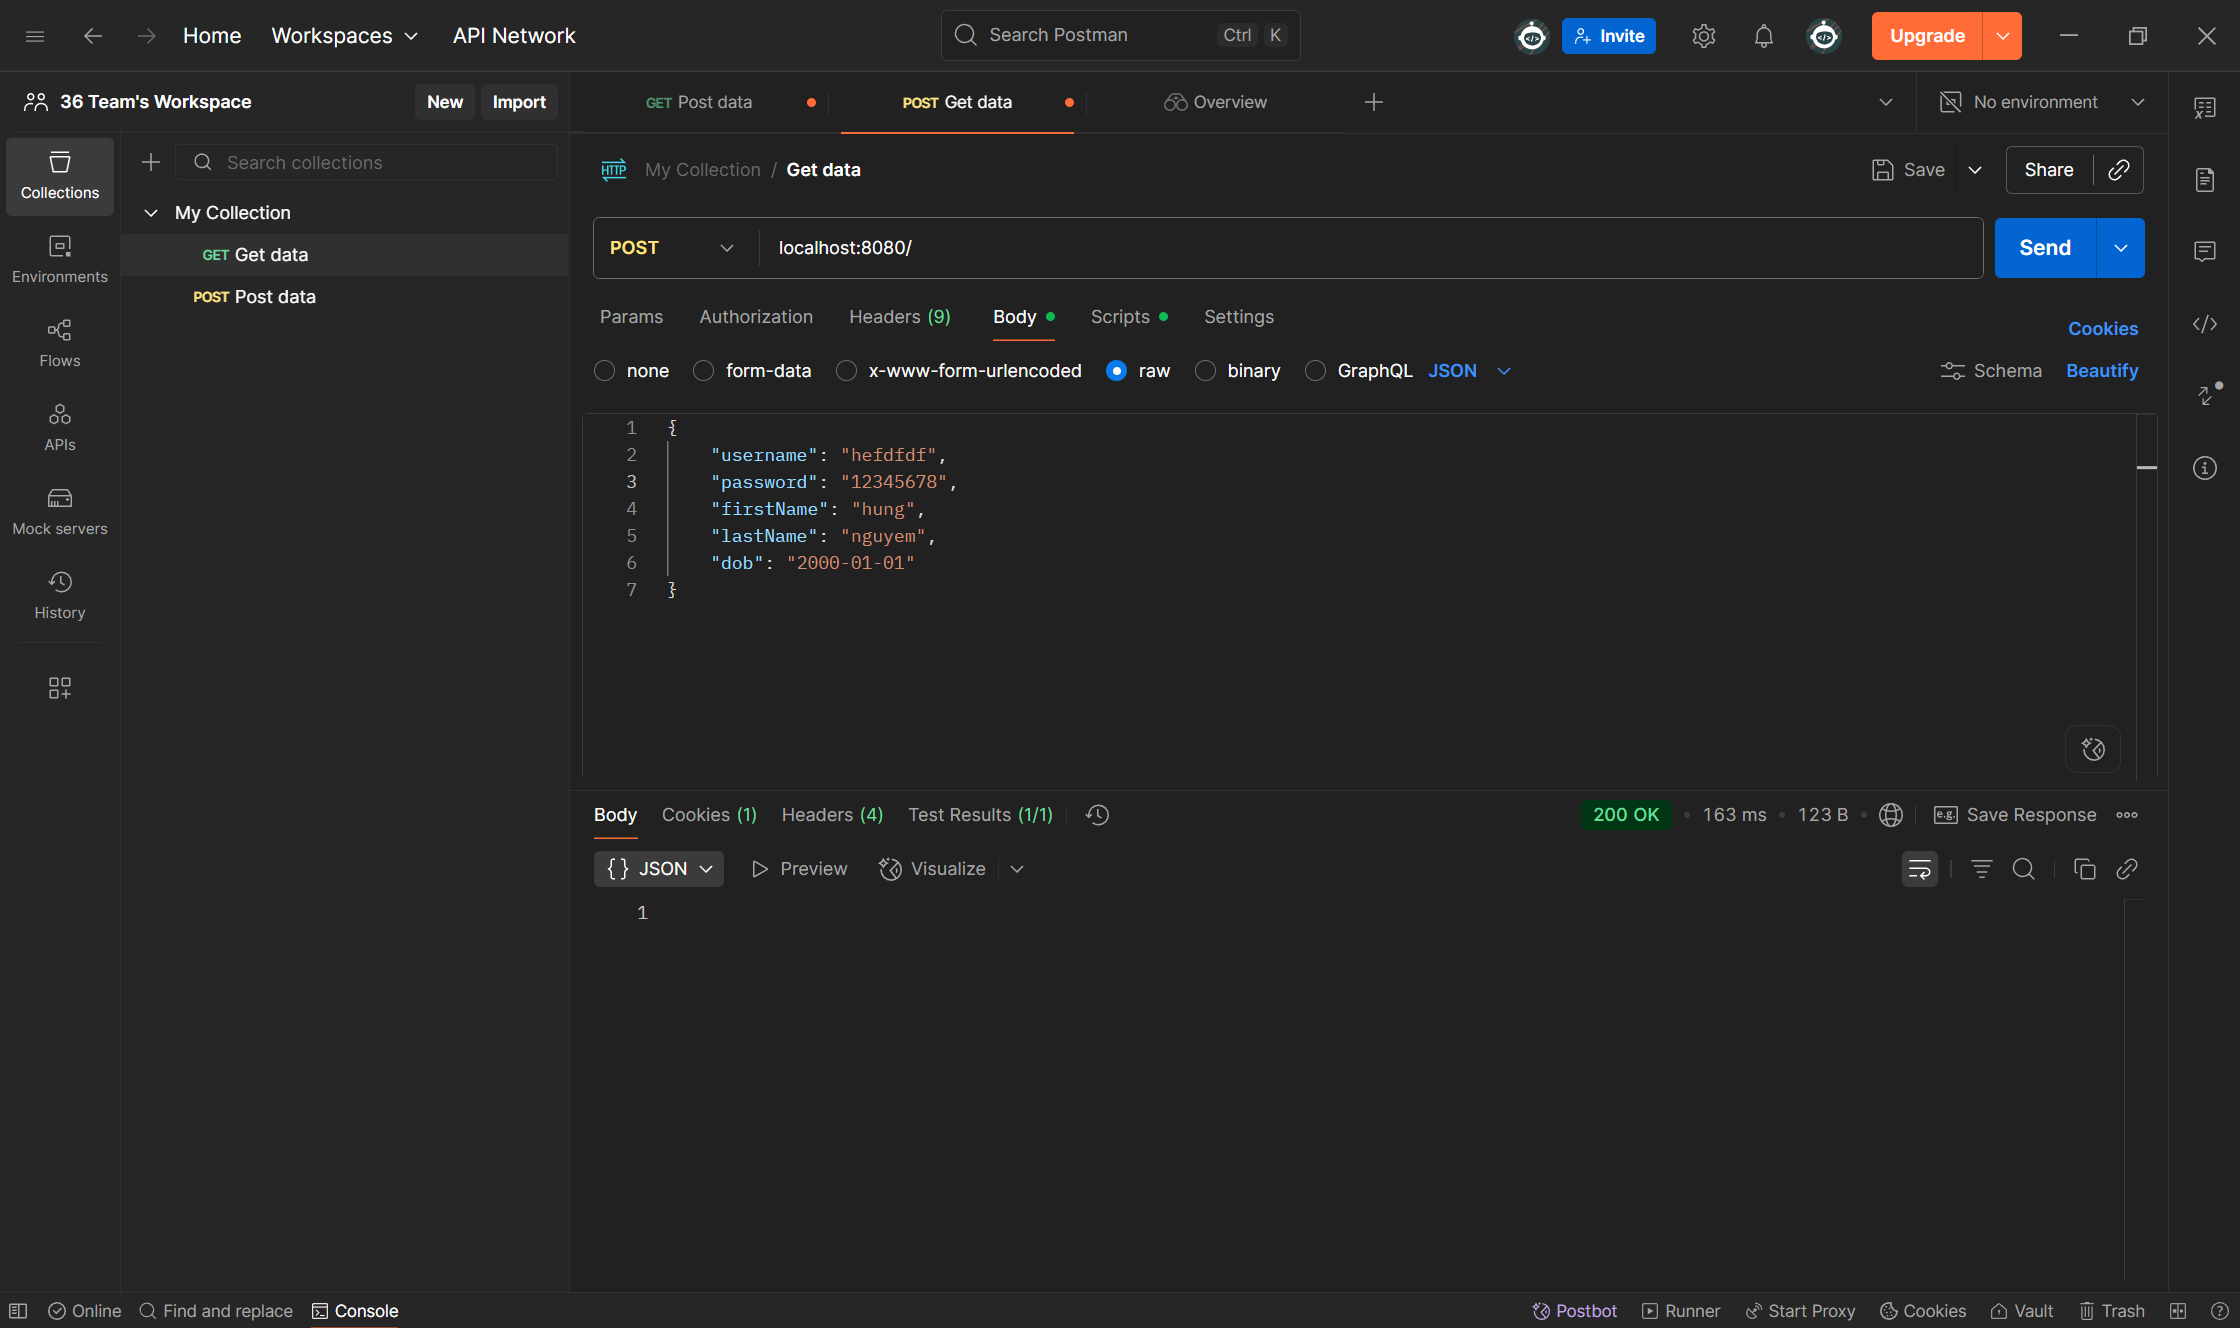 Home Workspaces API Network Search Postman Ctrl K Invite Upgrade
36 Team's Workspace New Import GET Post data POST Get data Overview No environment
Collections
Search collections
My Collection / Get data Save Share
My Collection
GET Get data
POST Post data
Environments
Flows
APIs
Mock servers
History
POST localhost:8080/ Send
Params Authorization Headers (9) Body Scripts Settings Cookies
none form-data x-www-form-urlencoded raw binary GraphQL JSON Schema Beautify
1 {
2 "username": "hefdfdf",
3 "password": "12345678",
4 "firstName": "hung",
5 "lastName": "nguyem",
6 "dob": "2000-01-01"
7 }
Body Cookies (1) Headers (4) Test Results (1/1) 200 OK • 163 ms • 123 B • e.g. Save Response
{} JSON Preview Visualize
1
Online Find and replace Console Postbot Runner Start Proxy Cookies Vault Trash